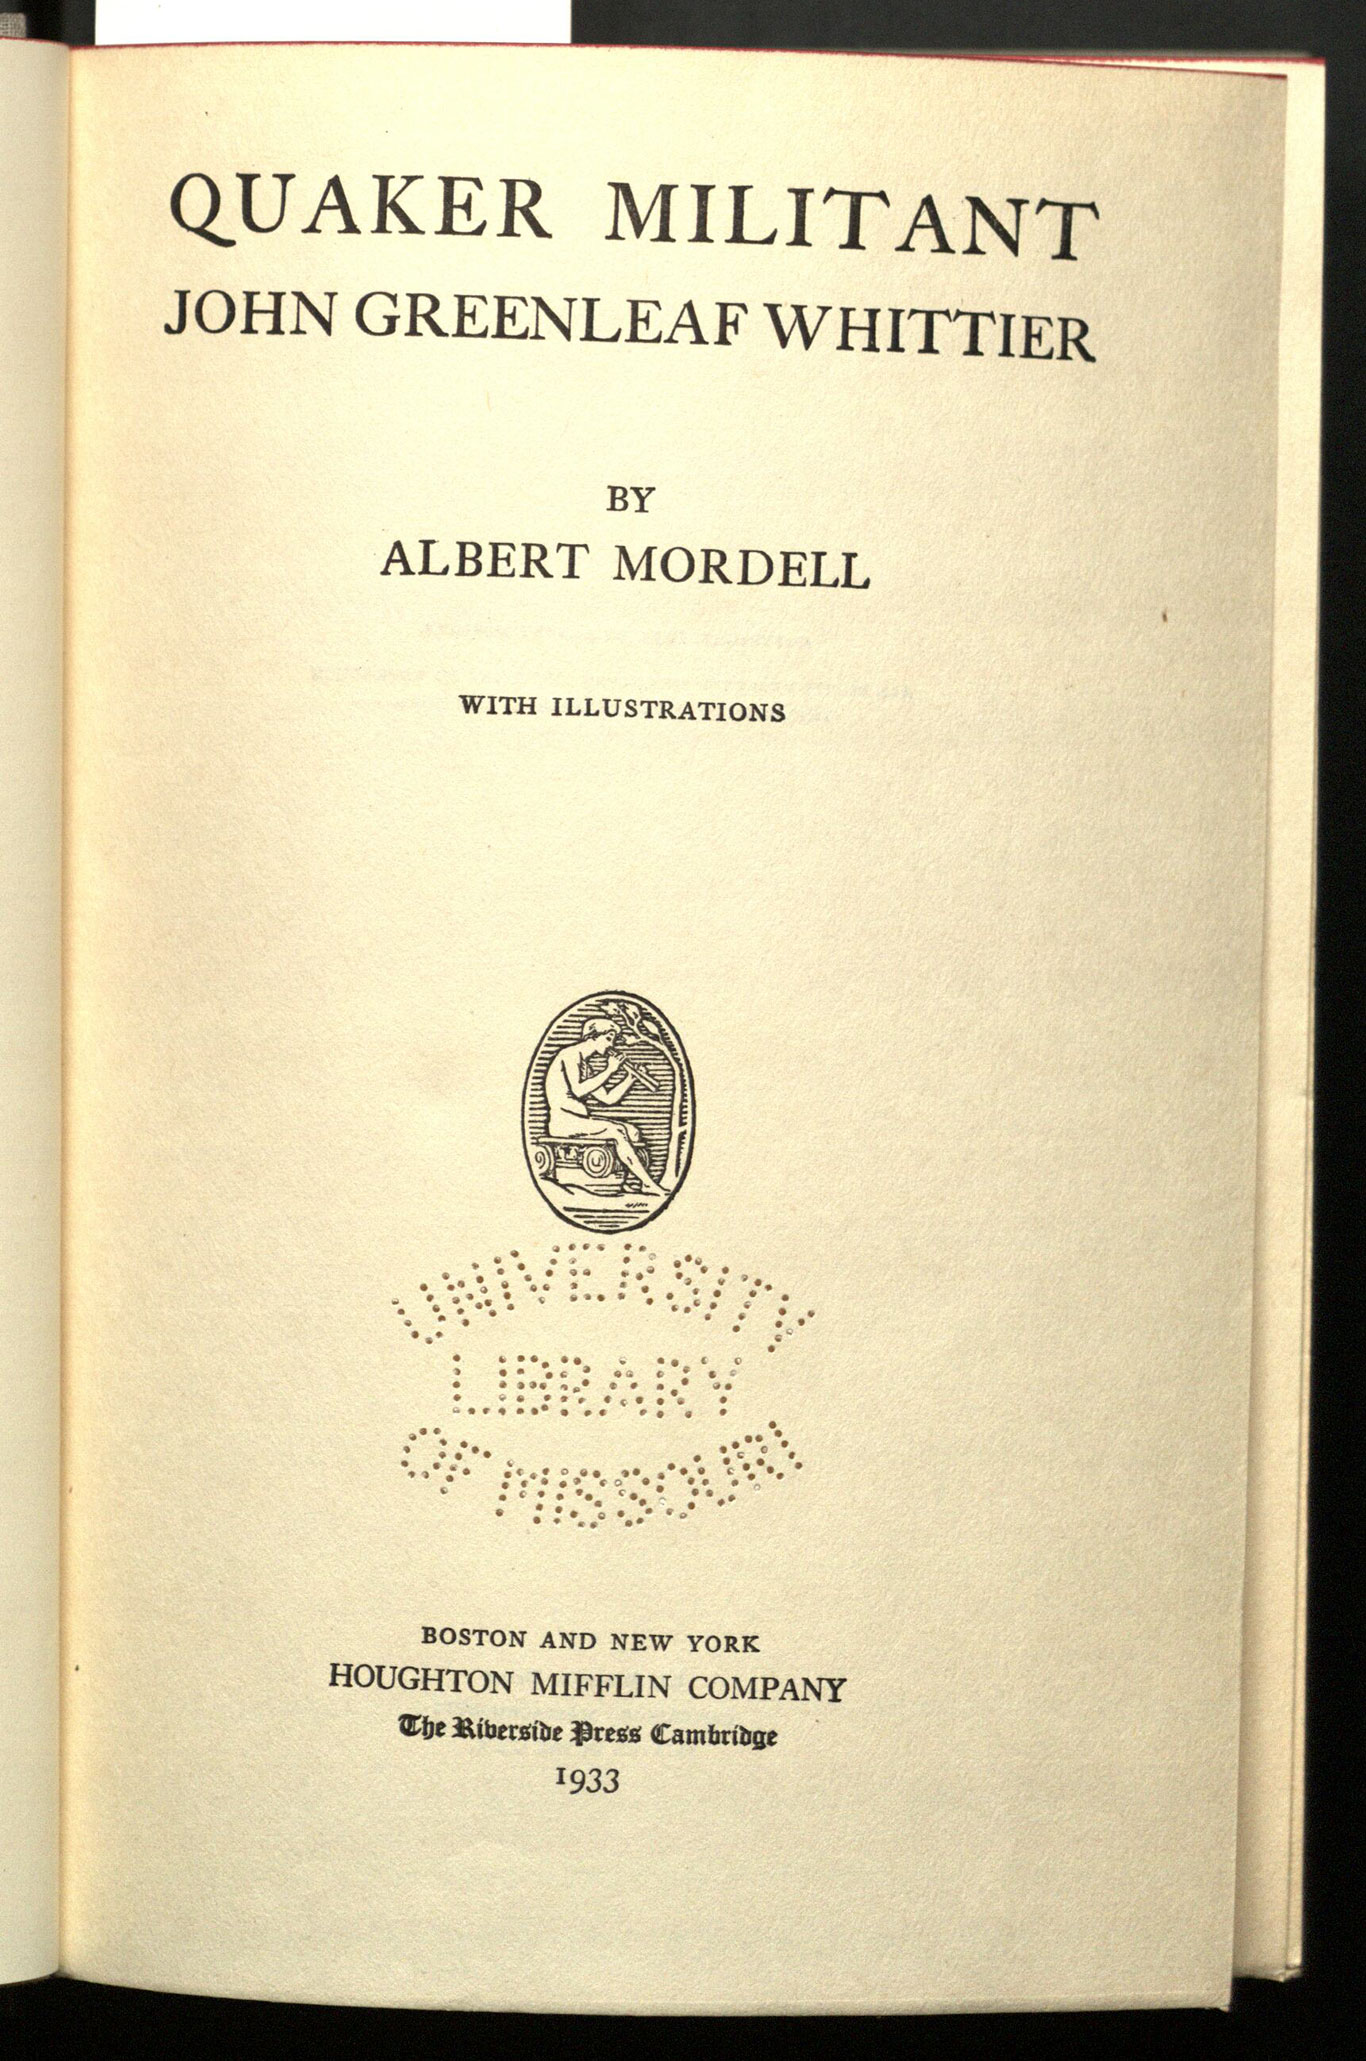 QUAKER MILITANT
JOHN GREENLEAF WHITTIER
BY
ALBERT MORDELL
WITH ILLUSTRATIONS
UNIVERSITY
LIBRARY
OF MISSOURI
BOSTON AND NEW YORK
HOUGHTON MIFFLIN COMPANY
The Riverside Press Cambridge
1933